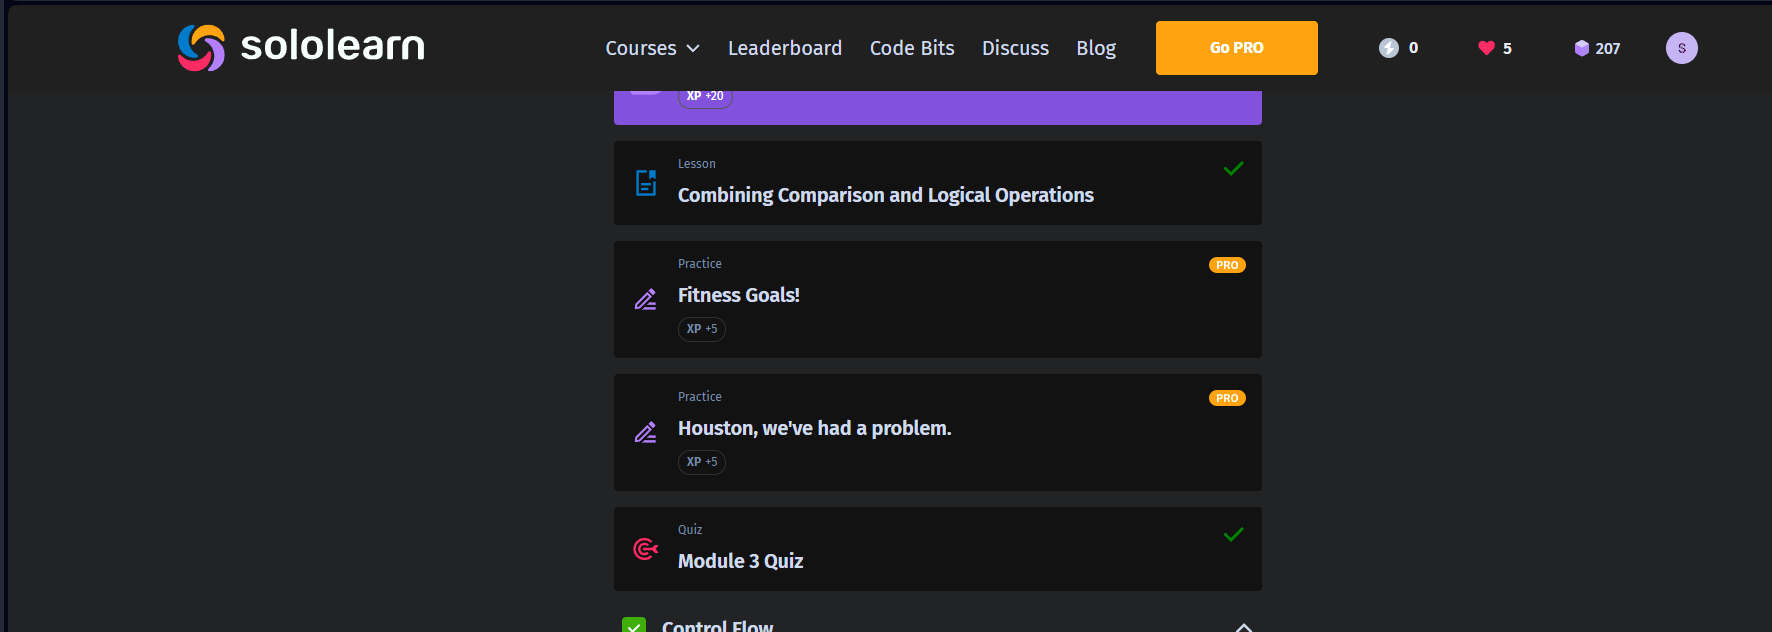 sololearn
Courses Leaderboard Code Bits Discuss Blog Go PRO 0 5 207 S
XP +20
Lesson
Combining Comparison and Logical Operations
Practice PRO
Fitness Goals!
XP +5
Practice PRO
Houston, we've had a problem.
XP +5
Quiz
Module 3 Quiz
Control Flow